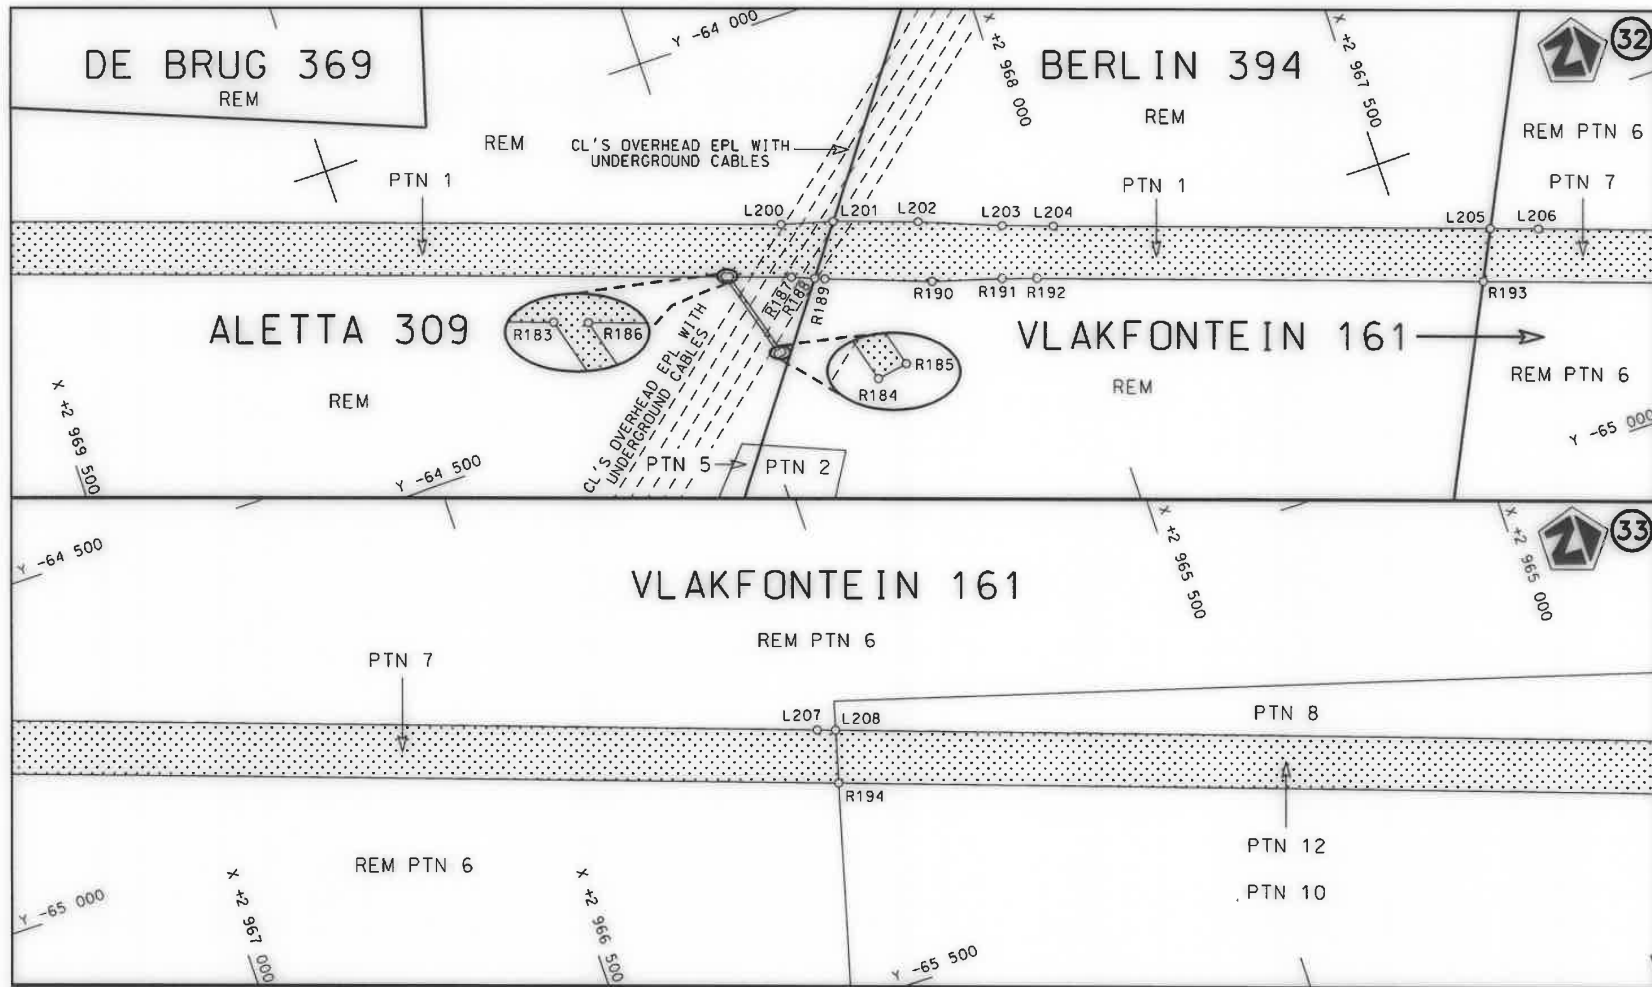 DE BRUG 369
REM
Y -64 000
X +2 968 000
BERLIN 394
REM
X +2 967 500
32
REM
CL'S OVERHEAD EPL WITH
UNDERGROUND CABLES
REM PTN 6
PTN 1
PTN 1
PTN 7
L200
L201
L202
L203
L204
L205
L206
R187
R188
R189
R190
R191
R192
R193
ALETTA 309
R183
R186
CL'S OVERHEAD EPL WITH
UNDERGROUND CABLES
R184
R185
VLAKFONTEIN 161
REM
REM
REM PTN 6
X +2 969 500
Y -64 500
PTN 5
PTN 2
Y -65 000
Y -64 500
VLAKFONTEIN 161
X +2 965 500
X +2 965 000
33
REM PTN 6
PTN 7
L207
L208
PTN 8
R194
PTN 12
REM PTN 6
PTN 10
Y -65 000
X +2 967 000
X +2 966 500
Y -65 500